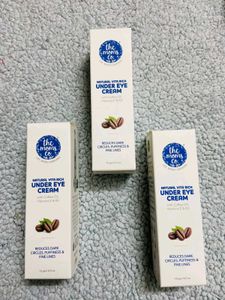 the
moms
co.
NATURAL VITA RICH
UNDER EYE
CREAM
REDUCES DARK
CIRCLES, PUFFINESS &
FINE LINES
the
moms
co.
NATURAL VITA RICH
UNDER EYE
CREAM
REDUCES DARK
CIRCLES, PUFFINESS &
FINE LINES
the
moms
co.
NATURAL VITA RICH
UNDER EYE
CREAM
REDUCES DARK
CIRCLES, PUFFINESS &
FINE LINES